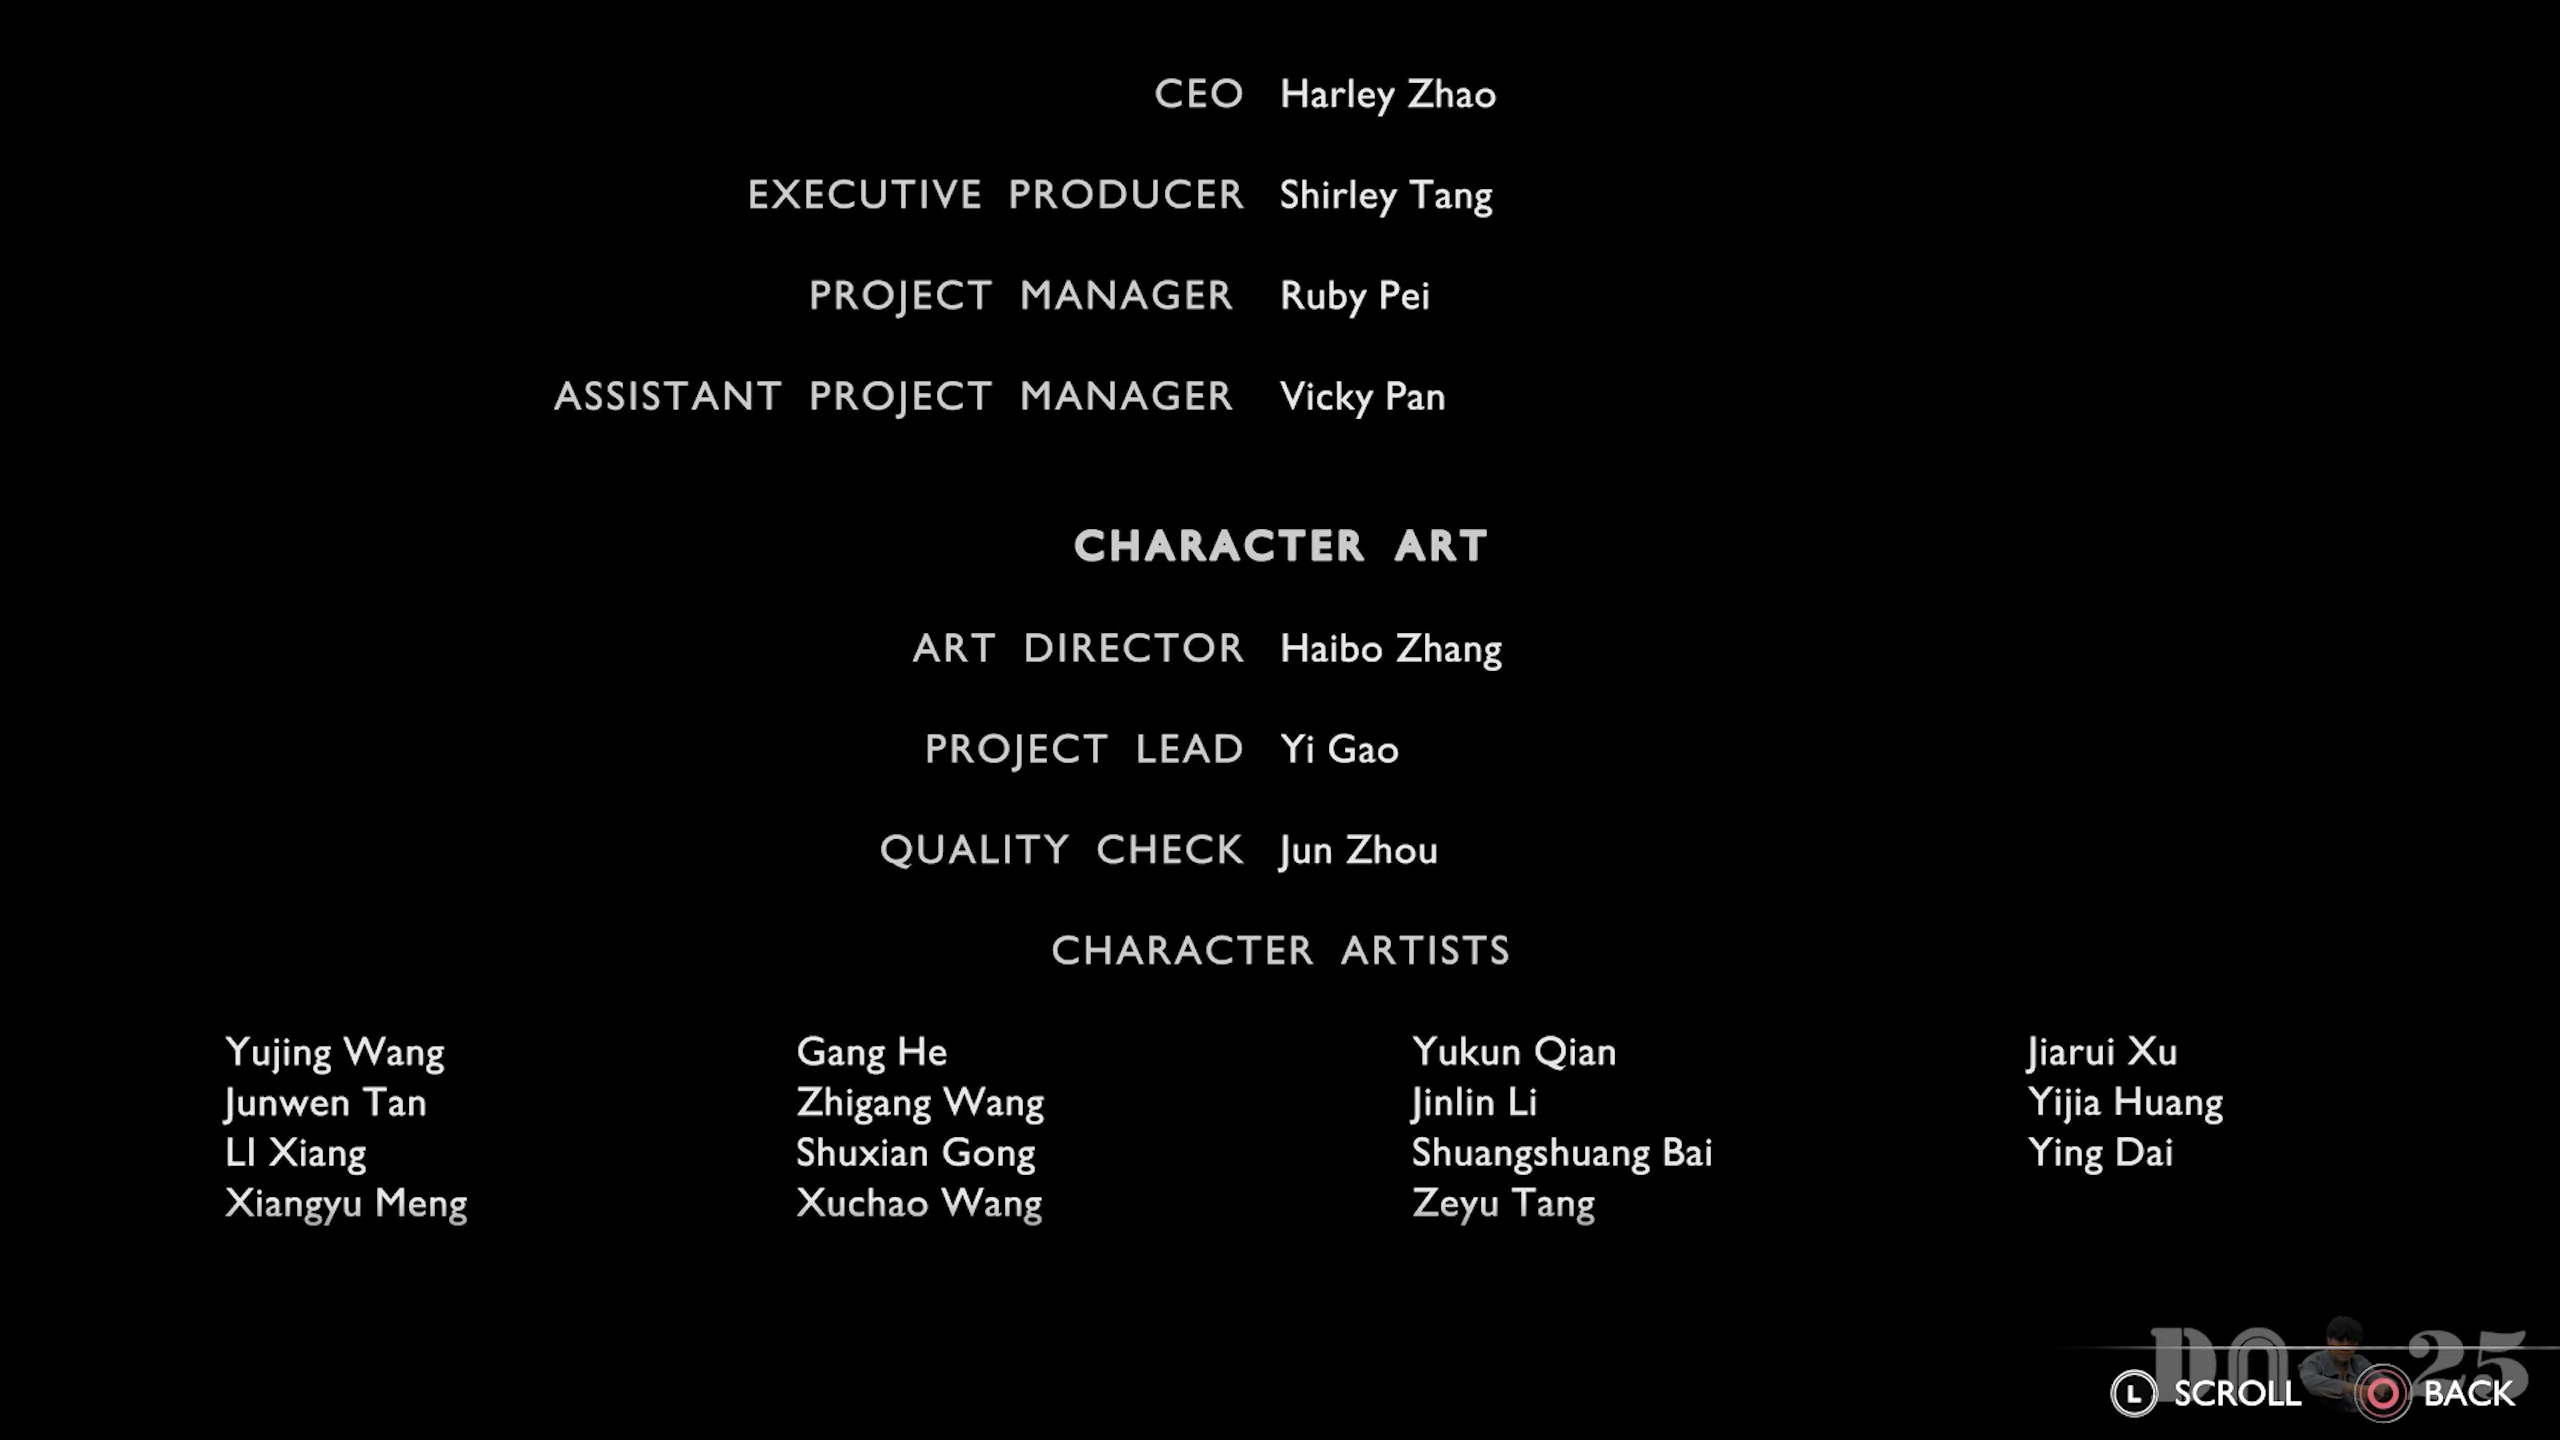 CEO Harley Zhao
EXECUTIVE PRODUCER Shirley Tang
PROJECT MANAGER Ruby Pei
ASSISTANT PROJECT MANAGER Vicky Pan
CHARACTER ART
ART DIRECTOR Haibo Zhang
PROJECT LEAD Yi Gao
QUALITY CHECK Jun Zhou
CHARACTER ARTISTS
Yujing Wang Gang He Yukun Qian Jiarui Xu
Junwen Tan Zhigang Wang Jinlin Li Yijia Huang
LI Xiang Shuxian Gong Shuangshuang Bai Ying Dai
Xiangyu Meng Xuchao Wang Zeyu Tang
L SCROLL BACK